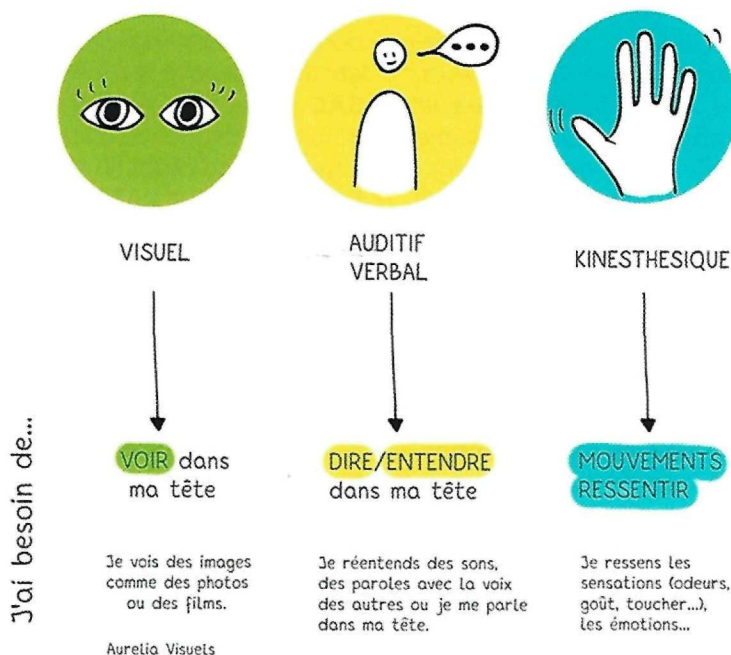 VISUEL
AUDITIF
VERBAL
KINESTHESIQUE
J'ai besoin de...
VOIR dans
ma tête
DIRE/ENTENDRE
dans ma tête
MOUVEMENTS
RESSENTIR
Je vois des images
comme des photos
ou des films.
Je réentends des sons,
des paroles avec la voix
des autres ou je me parle
dans ma tête.
Je ressens les
sensations (odeurs,
goût, toucher...),
les émotions...
Aurelia Visuels